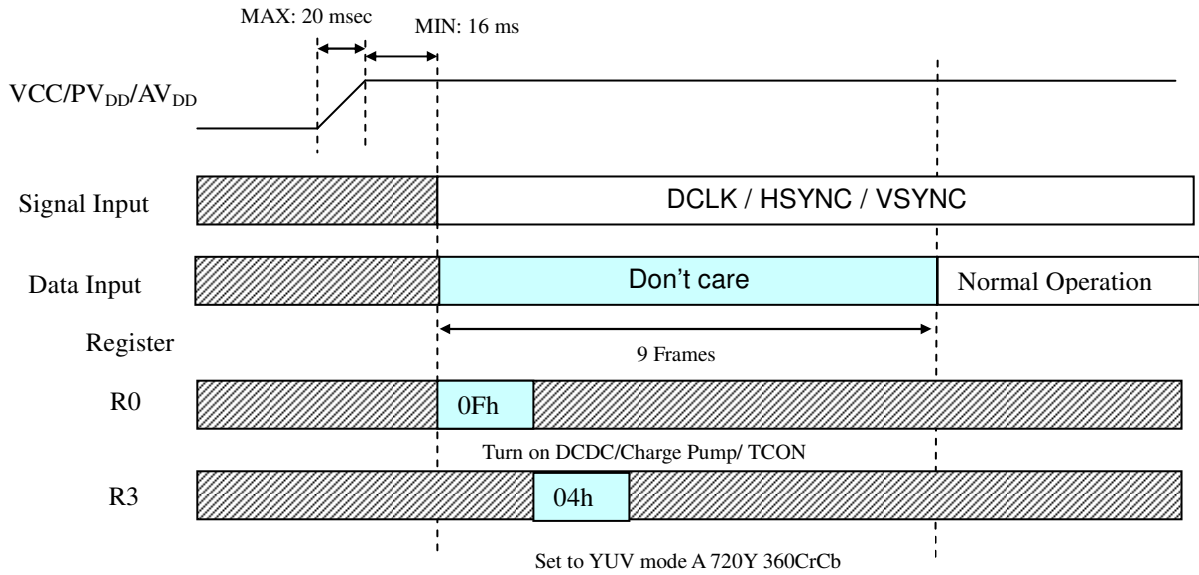 MAX: 20 msec
MIN: 16 ms
VCC/PVDD/AVDD
Signal Input
DCLK / HSYNC / VSYNC
Data Input
Don't care
Normal Operation
Register
9 Frames
R0
0Fh
Turn on DCDC/Charge Pump/ TCON
R3
04h
Set to YUV mode A 720Y 360CrCb